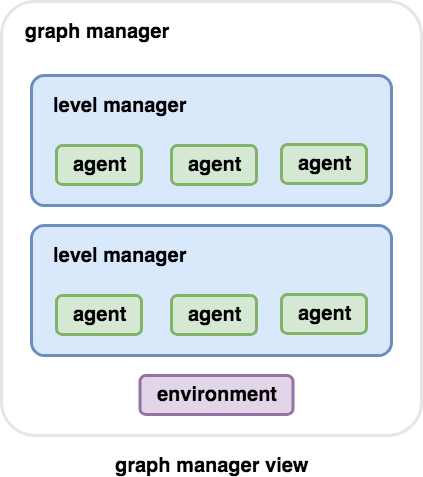 graph manager
level manager
agent agent agent
level manager
agent agent agent
environment
graph manager view